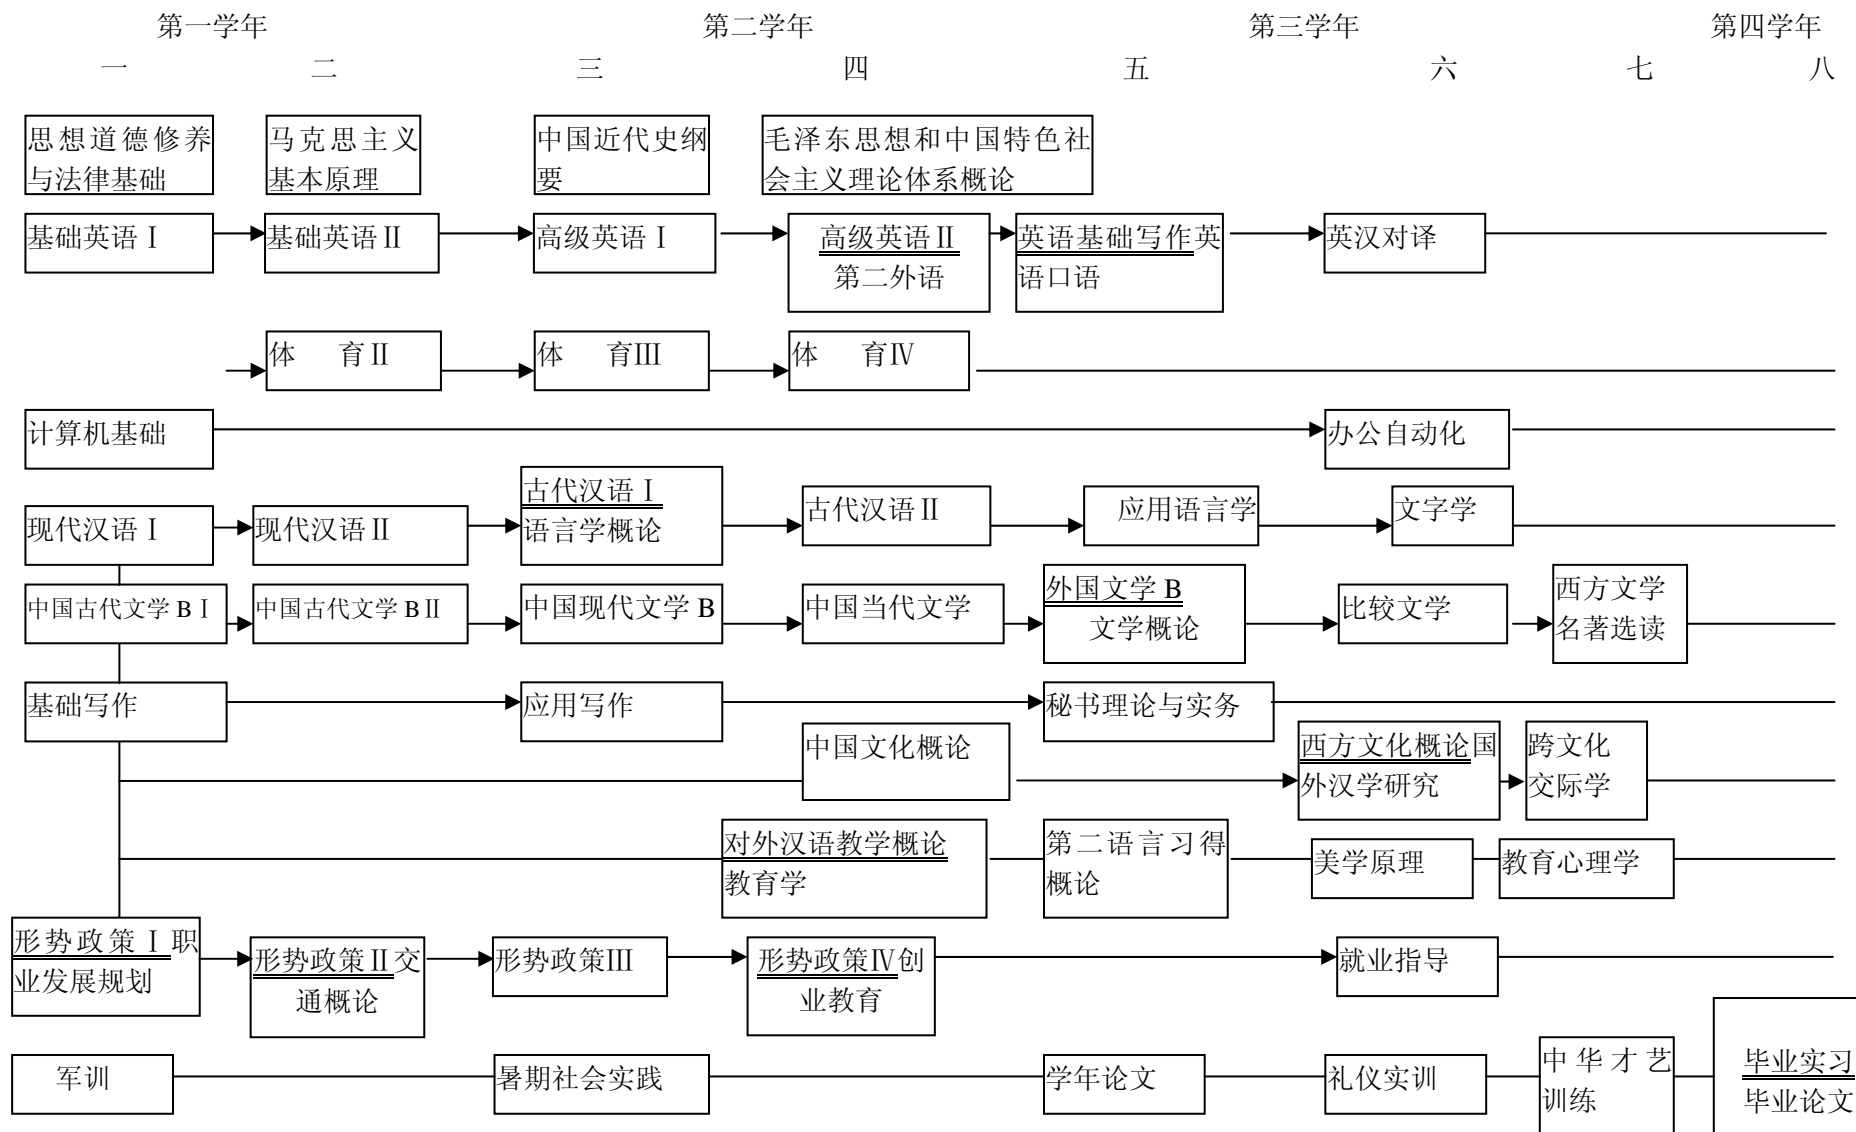 第一学年 第二学年 第三学年 第四学年
一 二 三 四 五 六 七 八
思想道德修养
与法律基础
马克思主义
基本原理
中国近代史纲
要
毛泽东思想和中国特色社
会主义理论体系概论
基础英语Ⅰ
基础英语Ⅱ
高级英语Ⅰ
高级英语Ⅱ
第二外语
英语基础写作英
语口语
英汉对译
体 育Ⅱ
体 育Ⅲ
体 育Ⅳ
计算机基础
办公自动化
现代汉语Ⅰ
现代汉语Ⅱ
古代汉语Ⅰ
语言学概论
古代汉语Ⅱ
应用语言学
文字学
中国古代文学BⅠ
中国古代文学BⅡ
中国现代文学B
中国当代文学
外国文学B
文学概论
比较文学
西方文学
名著选读
基础写作
应用写作
秘书理论与实务
中国文化概论
西方文化概论国
外汉学研究
跨文化
交际学
对外汉语教学概论
教育学
第二语言习得
概论
美学原理
教育心理学
形势政策Ⅰ职
业发展规划
形势政策Ⅱ交
通概论
形势政策Ⅲ
形势政策Ⅳ创
业教育
就业指导
军训
暑期社会实践
学年论文
礼仪实训
中华才艺
训练
毕业实习
毕业论文